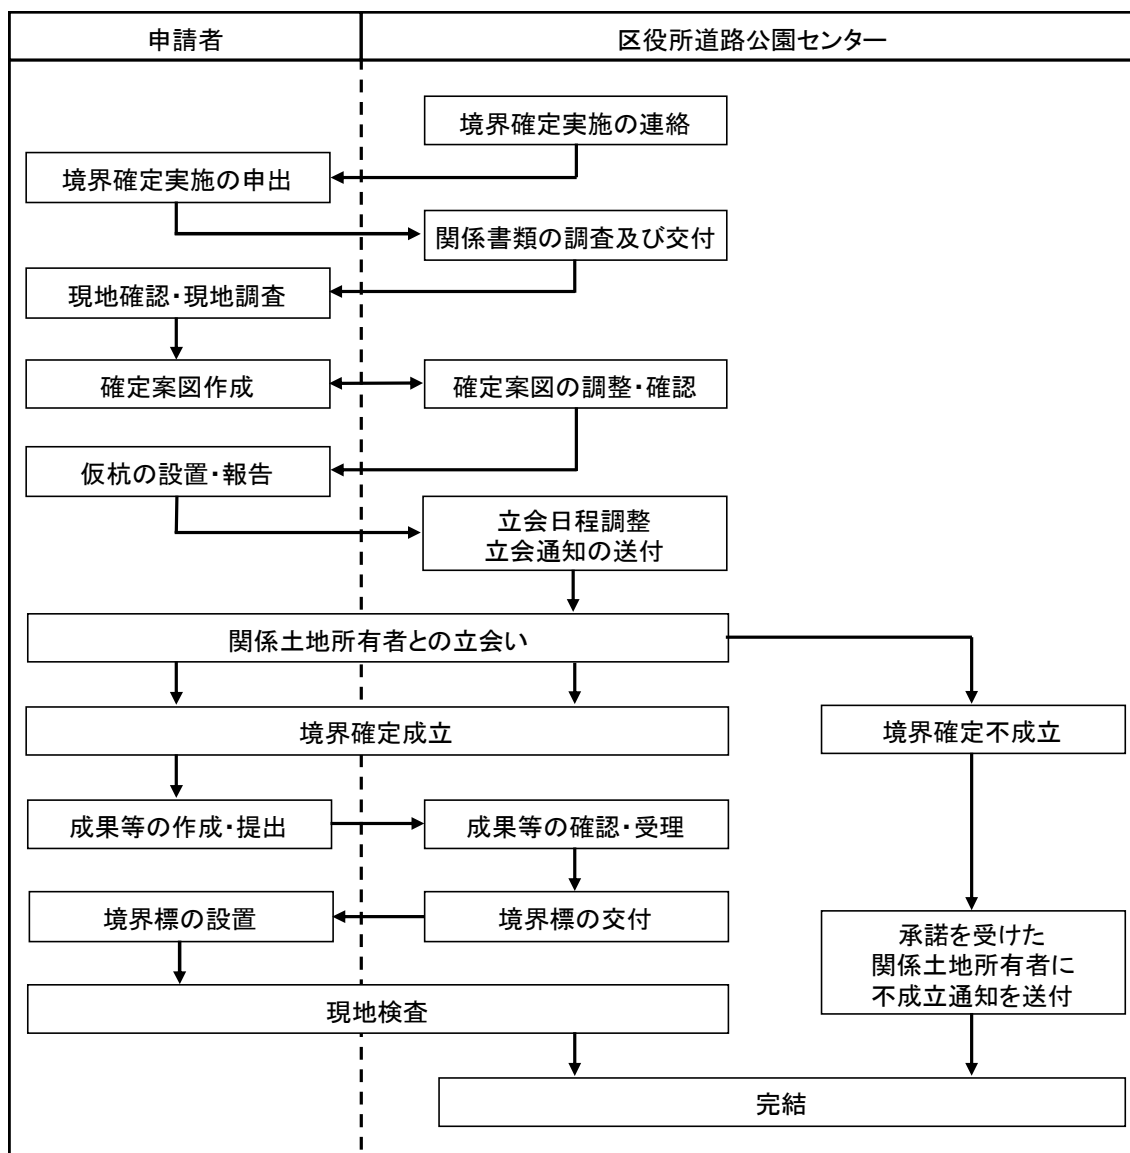 申請者
区役所道路公園センター
境界確定実施の連絡
境界確定実施の申出
関係書類の調査及び交付
現地確認・現地調査
確定案図作成
確定案図の調整・確認
仮杭の設置・報告
立会日程調整
立会通知の送付
関係土地所有者との立会い
境界確定成立
境界確定不成立
成果等の作成・提出
成果等の確認・受理
境界標の設置
境界標の交付
承諾を受けた
関係土地所有者に
不成立通知を送付
現地検査
完結